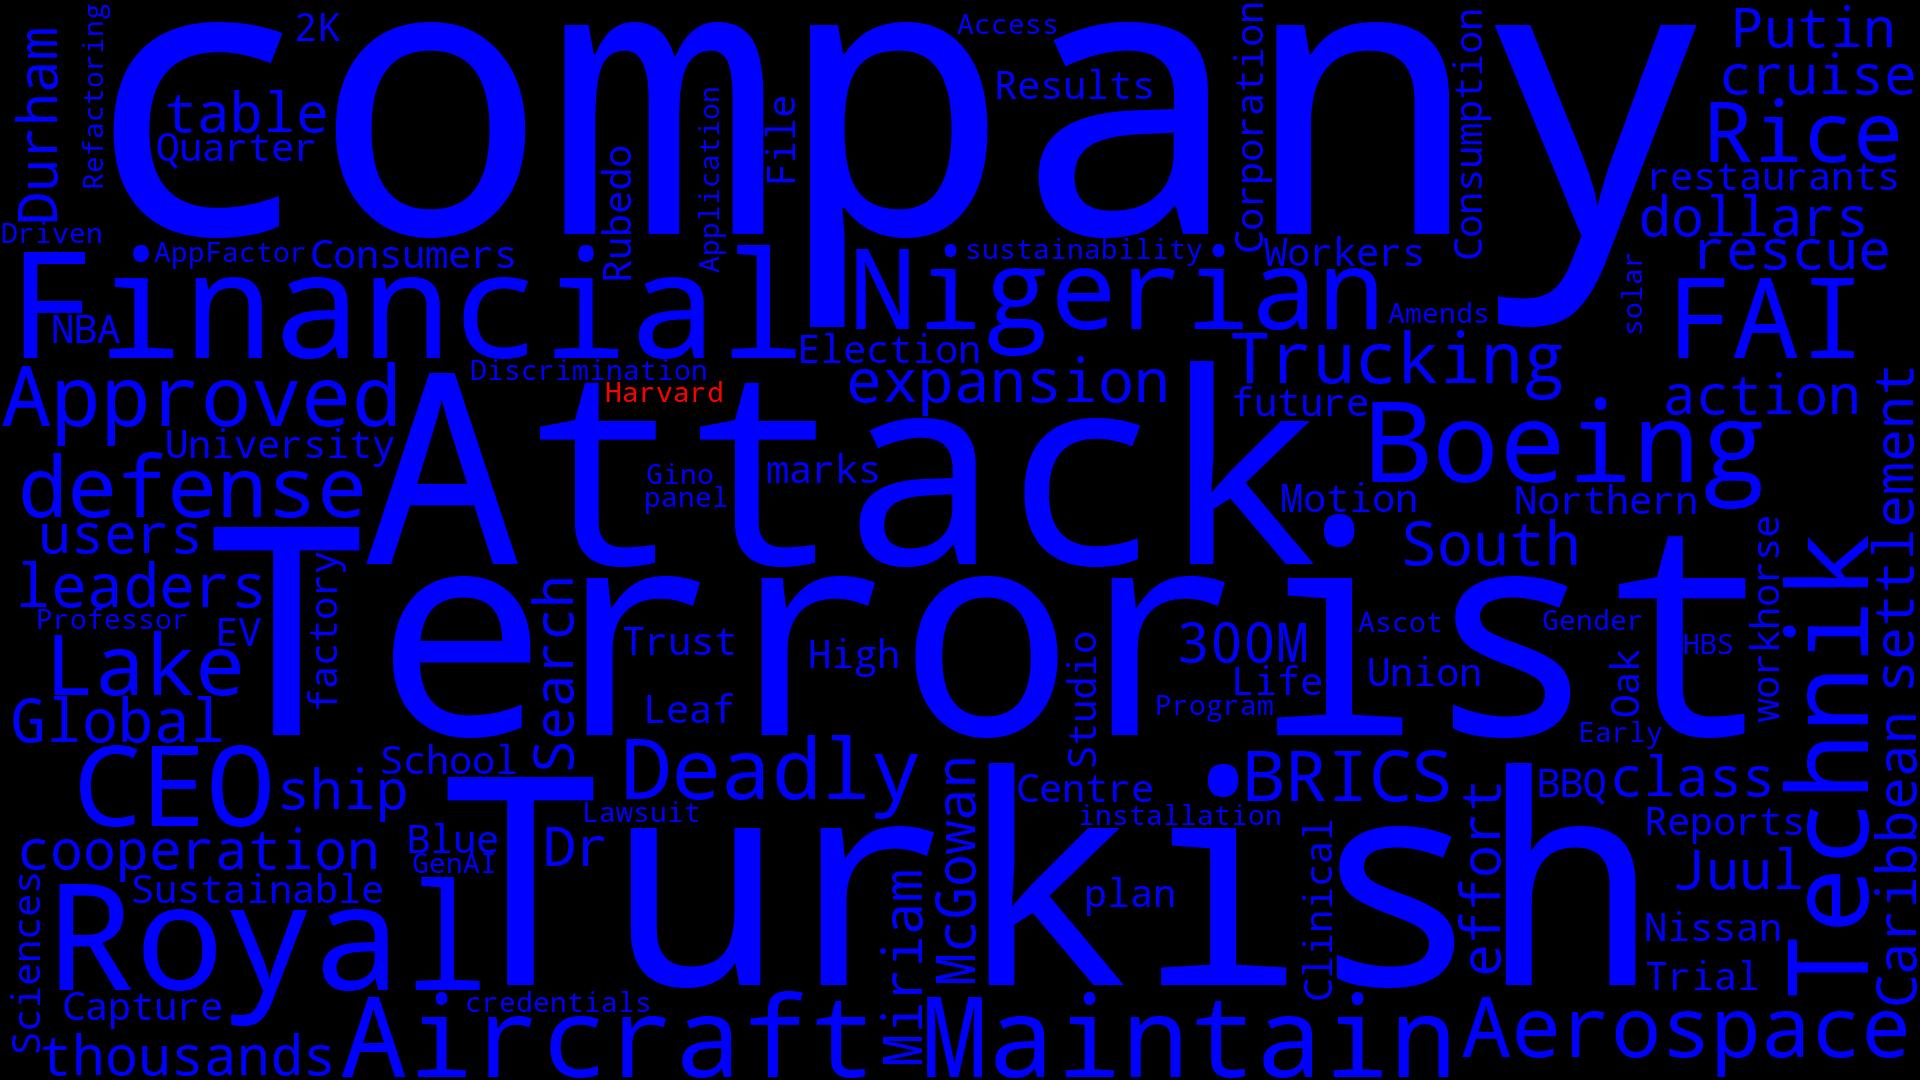 company
2K
Access
Putin
Durham
Refactoring
table
Quarter
Results
Corporation
Consumption
cruise
Rice
File
Application
Rubedo
restaurants
dollars
rescue
Driven
AppFactor
Consumers
sustainability
Workers
Financial
Nigerian
NBA
Amends
solar
FAI
Election
Trucking
Discrimination
Harvard
expansion
future
action
Approved
Attack
Boeing
University
Gino
panel
marks
Motion
Northern
defense
users
South
settlement
leaders
Terrorist
factory
Search
workhorse
Technik
Professor
EV
Trust
High
Studio
300M
Ascot
Gender
HBS
Lake
Life
Union
Oak
Leaf
Program
Early
Global
School
Deadly
CEO
ship
Centre
BRICS
BBQ
class
Lawsuit
installation
McGowan
Turkish
effort
Caribbean
Reports
cooperation
Blue
GenAI
Dr
Juul
Sustainable
Royal
plan
Clinical
Nissan
Sciences
Miriam
Trial
Capture
credentials
thousands
Aircraft
Maintain
Aerospace